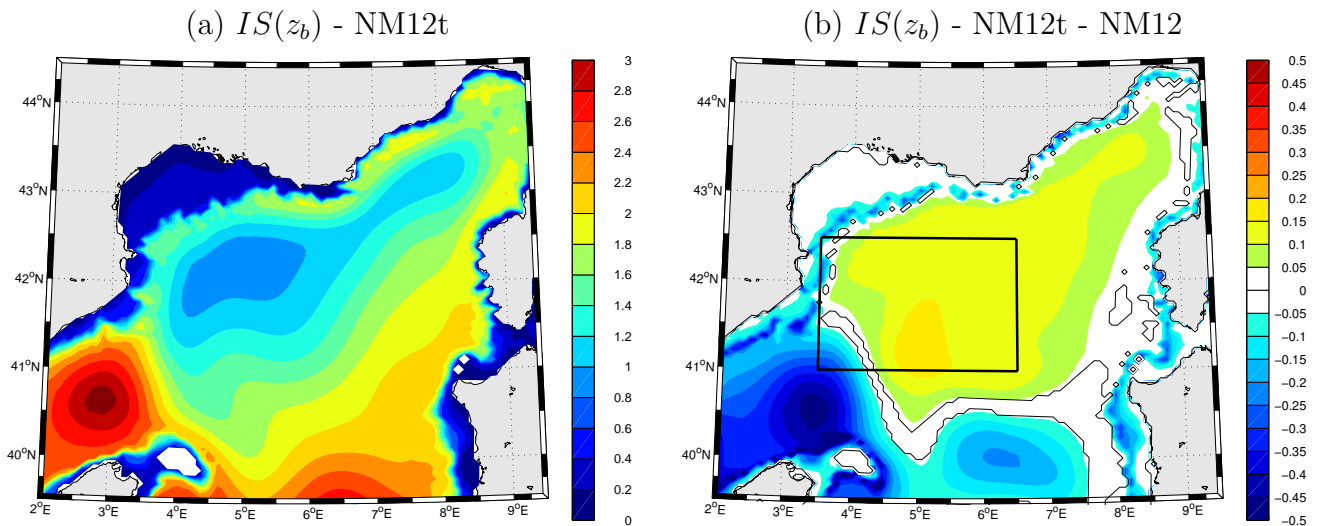 (a) IS(z_b) - NM12t
(b) IS(z_b) - NM12t - NM12
44°N
43°N
42°N
41°N
40°N
2°E 3°E 4°E 5°E 6°E 7°E 8°E 9°E
3
2.8
2.6
2.4
2.2
2
1.8
1.6
1.4
1.2
1
0.8
0.6
0.4
0.2
0
44°N
43°N
42°N
41°N
40°N
2°E 3°E 4°E 5°E 6°E 7°E 8°E 9°E
0.5
0.45
0.4
0.35
0.3
0.25
0.2
0.15
0.1
0.05
0
−0.05
−0.1
−0.15
−0.2
−0.25
−0.3
−0.35
−0.4
−0.45
−0.5